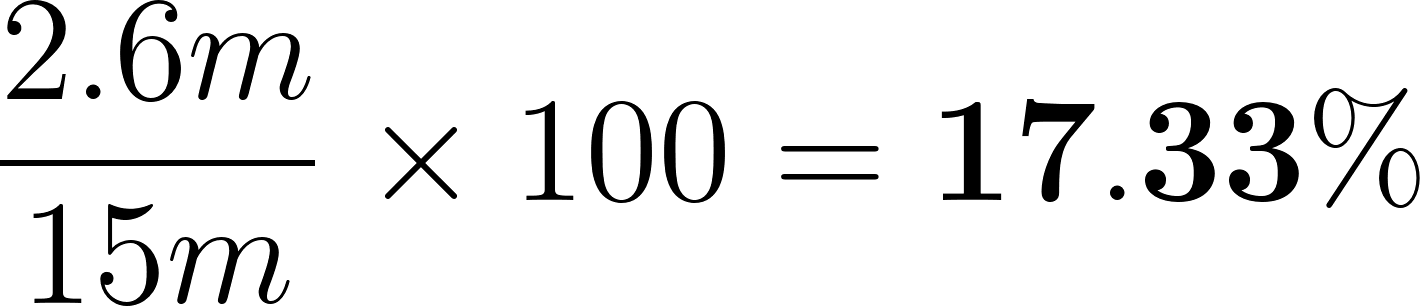 2.6m
15m × 100 = 17.33%